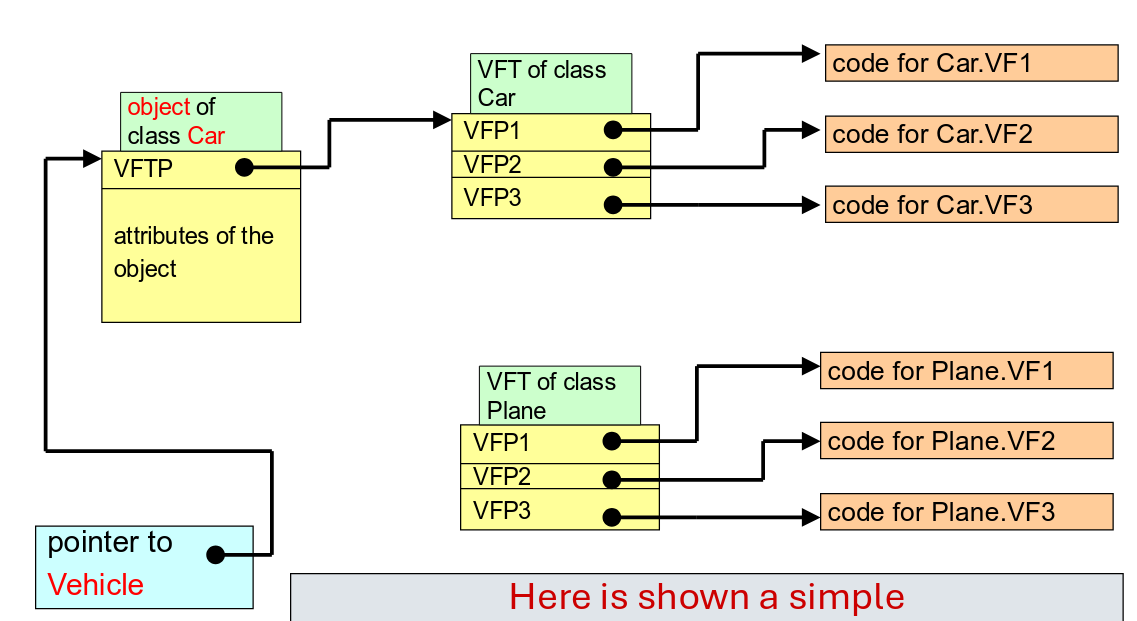 object of
class Car
VFTP
attributes of the
object
pointer to
Vehicle
VFT of class
Car
VFP1
VFP2
VFP3
code for Car.VF1
code for Car.VF2
code for Car.VF3
VFT of class
Plane
VFP1
VFP2
VFP3
code for Plane.VF1
code for Plane.VF2
code for Plane.VF3
Here is shown a simple